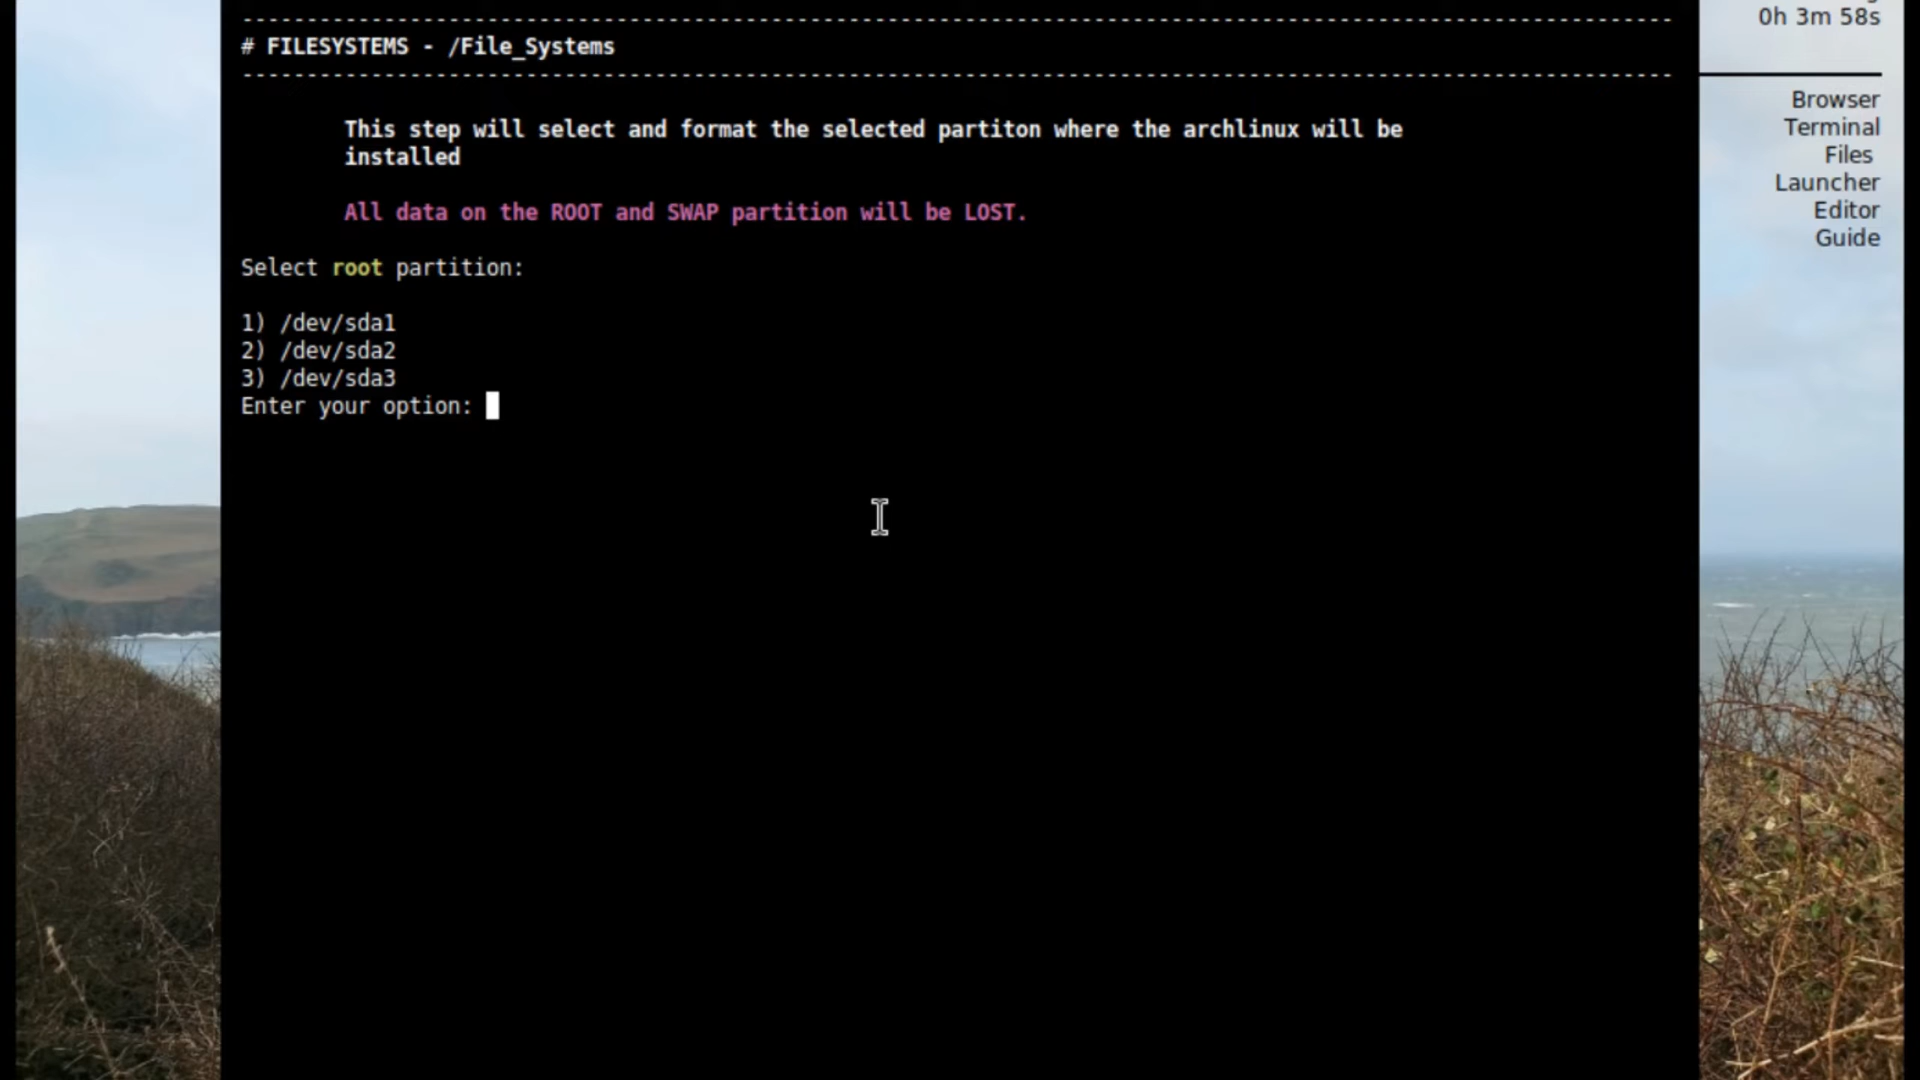 0h 3m 58s
--------------------------------------------------------------------------------------------------------------
# FILESYSTEMS - /File_Systems
--------------------------------------------------------------------------------------------------------------
This step will select and format the selected partiton where the archlinux will be
installed
All data on the ROOT and SWAP partition will be LOST.
Select root partition:
1) /dev/sda1
2) /dev/sda2
3) /dev/sda3
Enter your option:
Browser
Terminal
Files
Launcher
Editor
Guide